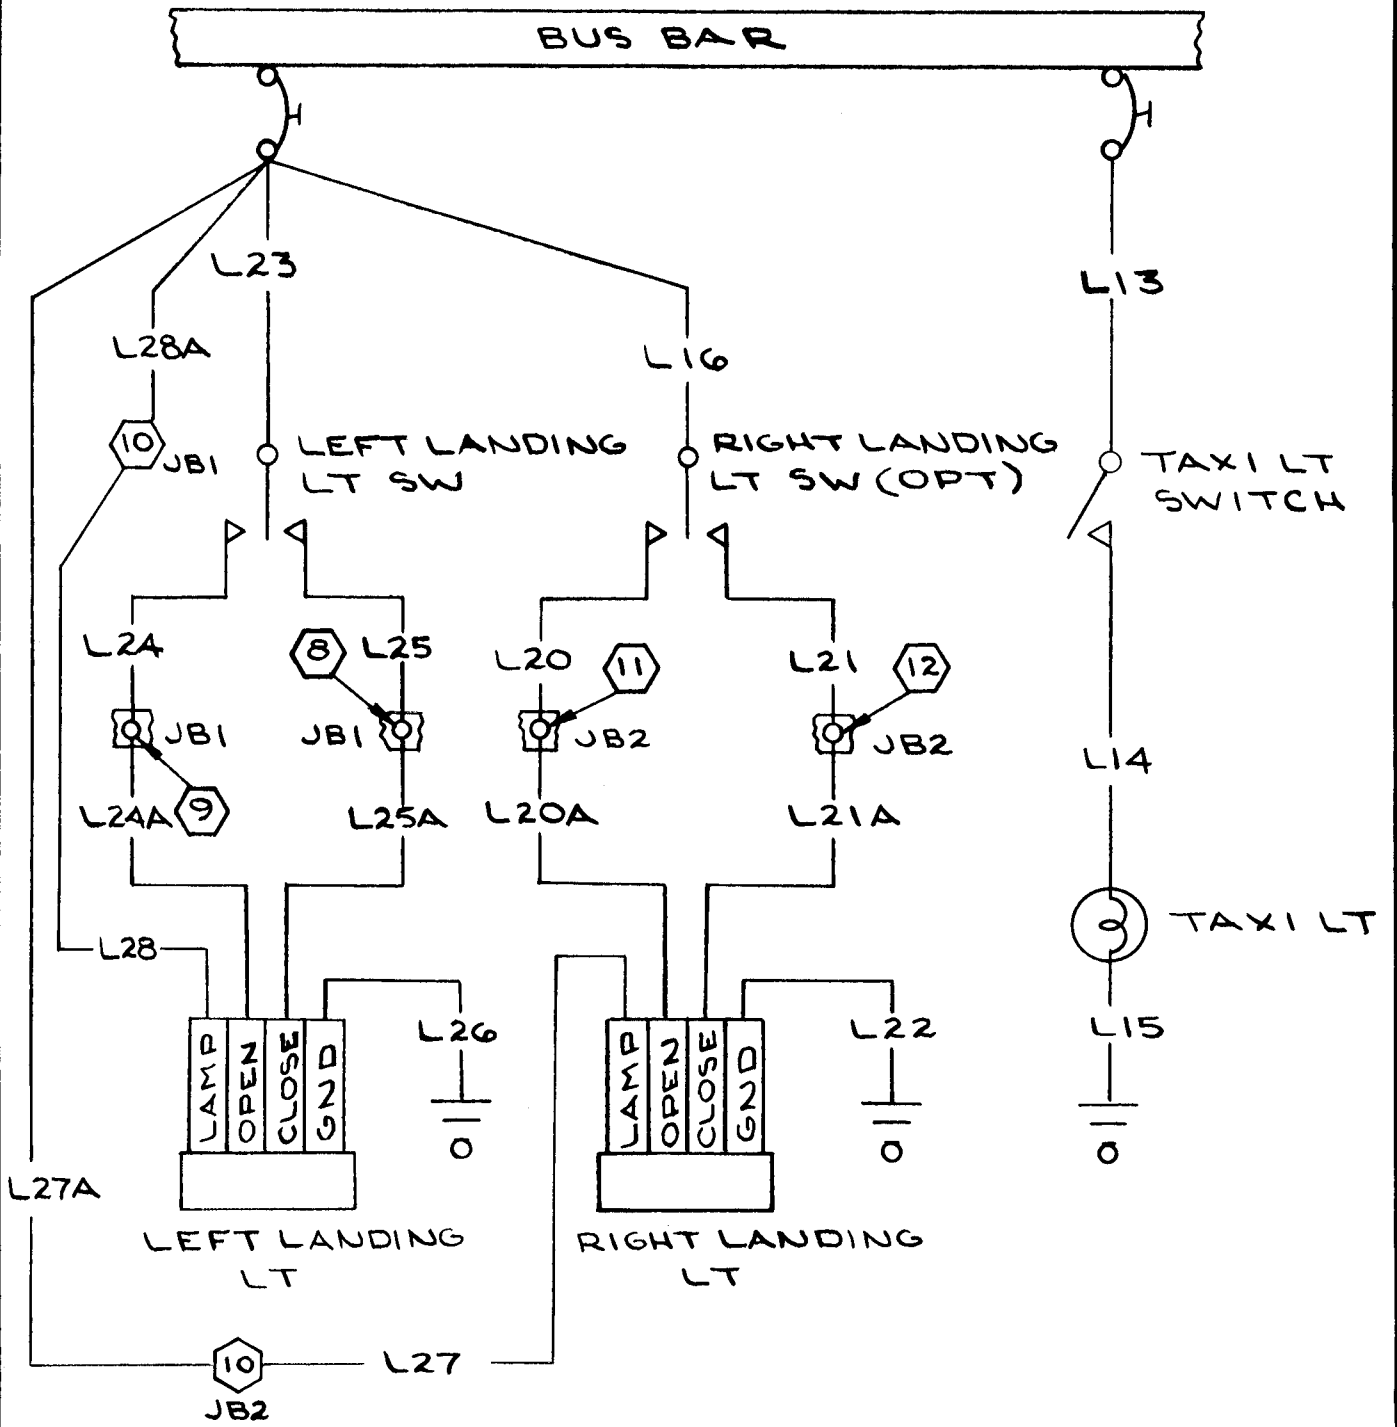 BUS BAR
L23
L13
L28A
L16
10
JB1
LEFT LANDING
LT SW
RIGHT LANDING
LT SW (OPT)
TAXI LT
SWITCH
L24
8
L25
L20
11
L21
12
JB1
JB1
JB2
JB2
L14
L24A
9
L25A
L20A
L21A
TAXI LT
L28
L26
L22
L15
LAMP
OPEN
CLOSE
GND
LAMP
OPEN
CLOSE
GND
L27A
LEFT LANDING
LT
RIGHT LANDING
LT
10
L27
JB2